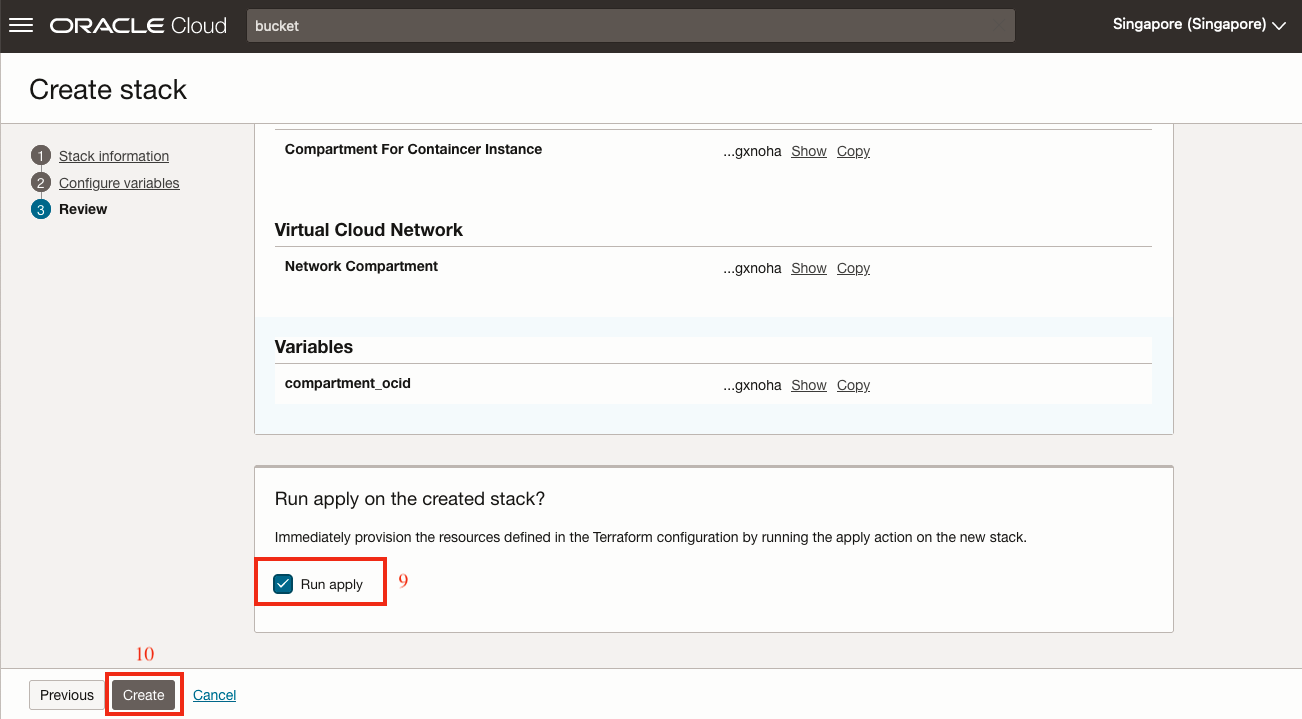 ORACLE Cloud
bucket
Singapore (Singapore)
Create stack
1 Stack information
2 Configure variables
3 Review
Compartment For Containcer Instance ...gxnoha Show Copy
Virtual Cloud Network
Network Compartment ...gxnoha Show Copy
Variables
compartment_ocid ...gxnoha Show Copy
Run apply on the created stack?
Immediately provision the resources defined in the Terraform configuration by running the apply action on the new stack.
Run apply 9
10
Previous Create Cancel